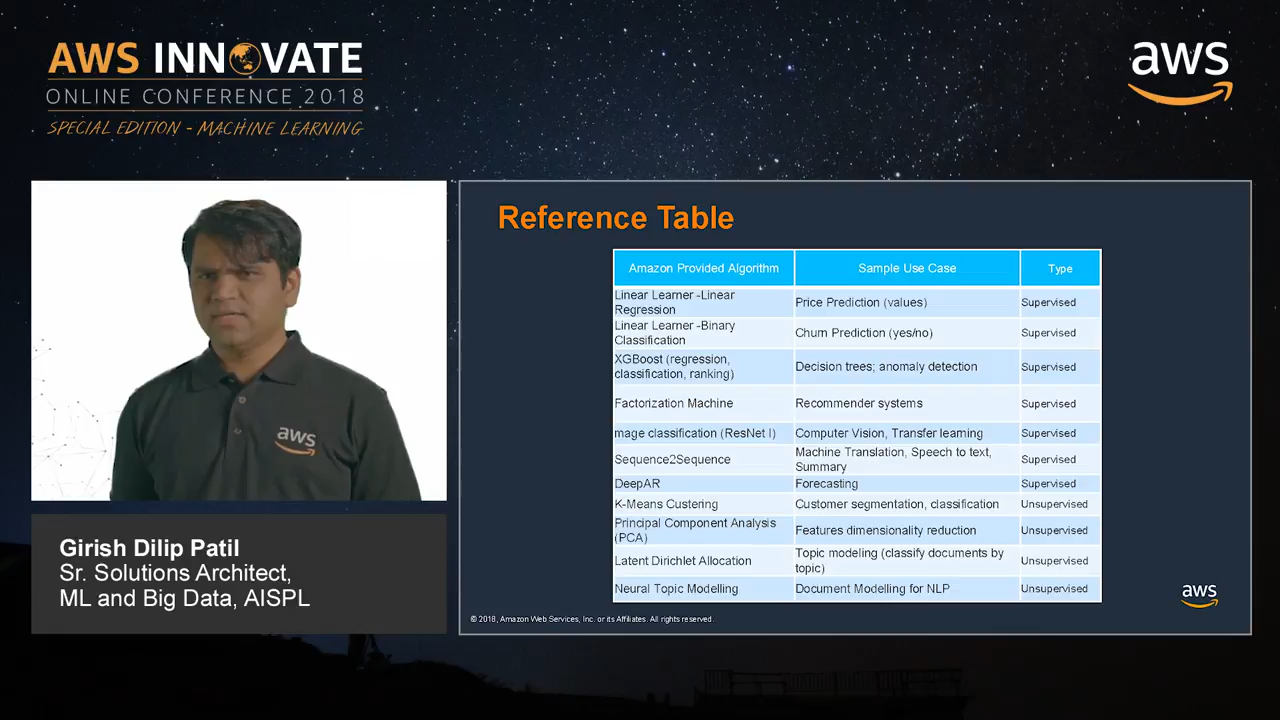 AWS INNOVATE
ONLINE CONFERENCE 2018
SPECIAL EDITION - MACHINE LEARNING
aws
aws
Girish Dilip Patil
Sr. Solutions Architect,
ML and Big Data, AISPL
Reference Table
Amazon Provided Algorithm Sample Use Case Type
Linear Learner -Linear
Regression Price Prediction (values) Supervised
Linear Learner -Binary
Classification Churn Prediction (yes/no) Supervised
XGBoost (regression,
classification, ranking) Decision trees; anomaly detection Supervised
Factorization Machine Recommender systems Supervised
mage classification (ResNet I) Computer Vision, Transfer learning Supervised
Sequence2Sequence Machine Translation, Speech to text,
Summary Supervised
DeepAR Forecasting Supervised
K-Means Custering Customer segmentation, classification Unsupervised
Principal Component Analysis
(PCA) Features dimensionality reduction Unsupervised
Latent Dirichlet Allocation Topic modeling (classify documents by
topic) Unsupervised
Neural Topic Modelling Document Modelling for NLP Unsupervised
aws
© 2018, Amazon Web Services, Inc. or its Affiliates. All rights reserved.